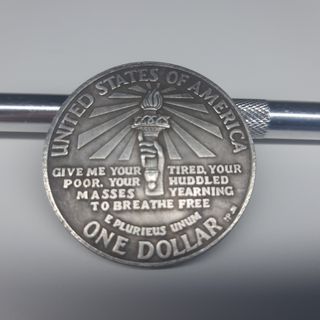 UNITED STATES OF AMERICA
GIVE ME YOUR TIRED, YOUR
POOR, YOUR HUDDLED
MASSES YEARNING
TO BREATHE FREE
E PLURIEUS UNUM
ONE DOLLAR